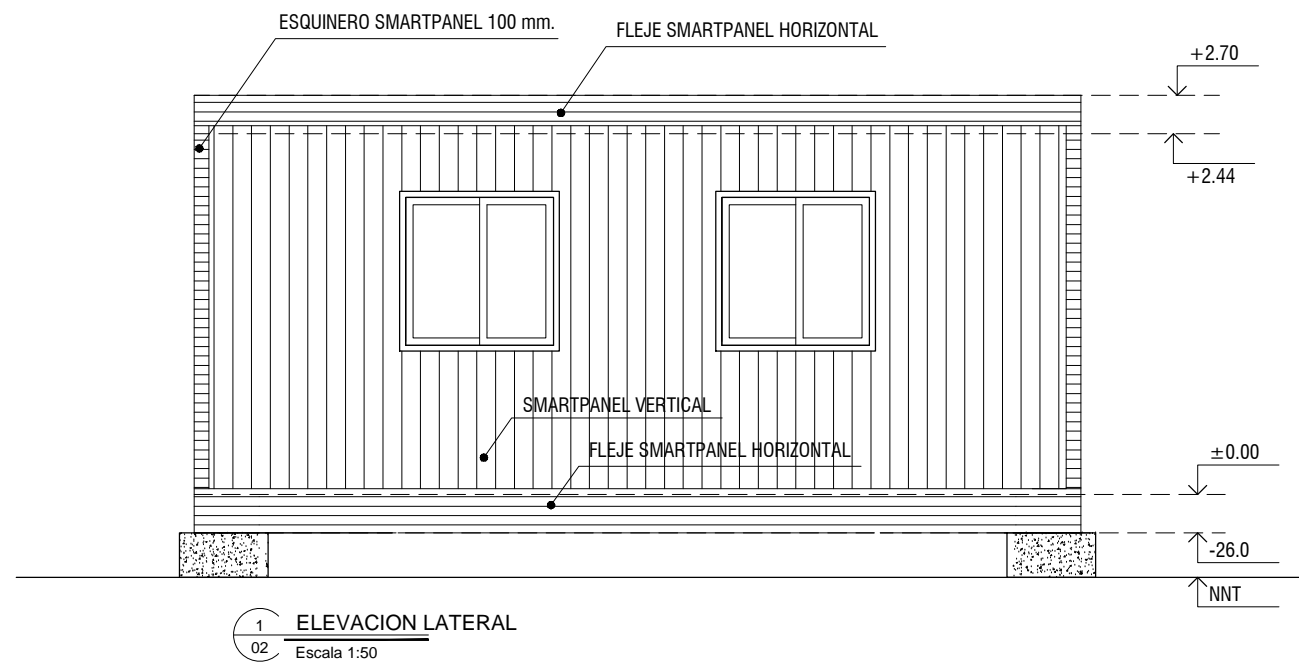 ESQUINERO SMARTPANEL 100 mm.
FLEJE SMARTPANEL HORIZONTAL
+2.70
+2.44
SMARTPANEL VERTICAL
FLEJE SMARTPANEL HORIZONTAL
±0.00
-26.0
NNT
1
ELEVACION LATERAL
02
Escala 1:50